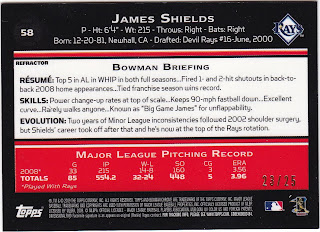 58
JAMES SHIELDS
P - Ht: 6'4" - Wt: 215 - Throws: Right - Bats: Right
Born: 12-20-81, Newhall, CA - Drafted: Devil Rays #16-June, 2000
RAYS
REFRACTOR
BOWMAN BRIEFING
RÉSUMÉ: Top 5 in AL in WHIP in both full seasons...Fired 1- and 2-hit shutouts in back-to-
back 2008 home appearances...Tied franchise season wins record.
SKILLS: Power change-up rates at top of scale...Keeps 90-mph fastball down...Excellent
curve...Rarely walks anyone...Known as "Big Game James" for unflappability.
EVOLUTION: Two years of Minor League inconsistencies followed 2002 shoulder surgery,
but Shields' career took off after that and he's now at the top of the Rays rotation.
MAJOR LEAGUE PITCHING RECORD
G IP W-L SO CG ERA
2008* 33 215 14-8 160 3 3.56
TOTALS 85 554.2 32-24 448 5 3.96
*Played With Rays
23/25
Topps